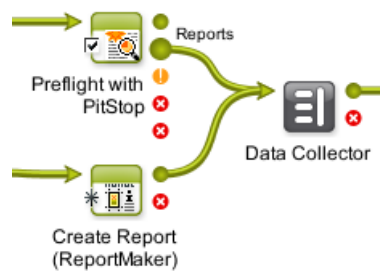 Reports
Preflight with
PitStop
Data Collector
Create Report
(ReportMaker)